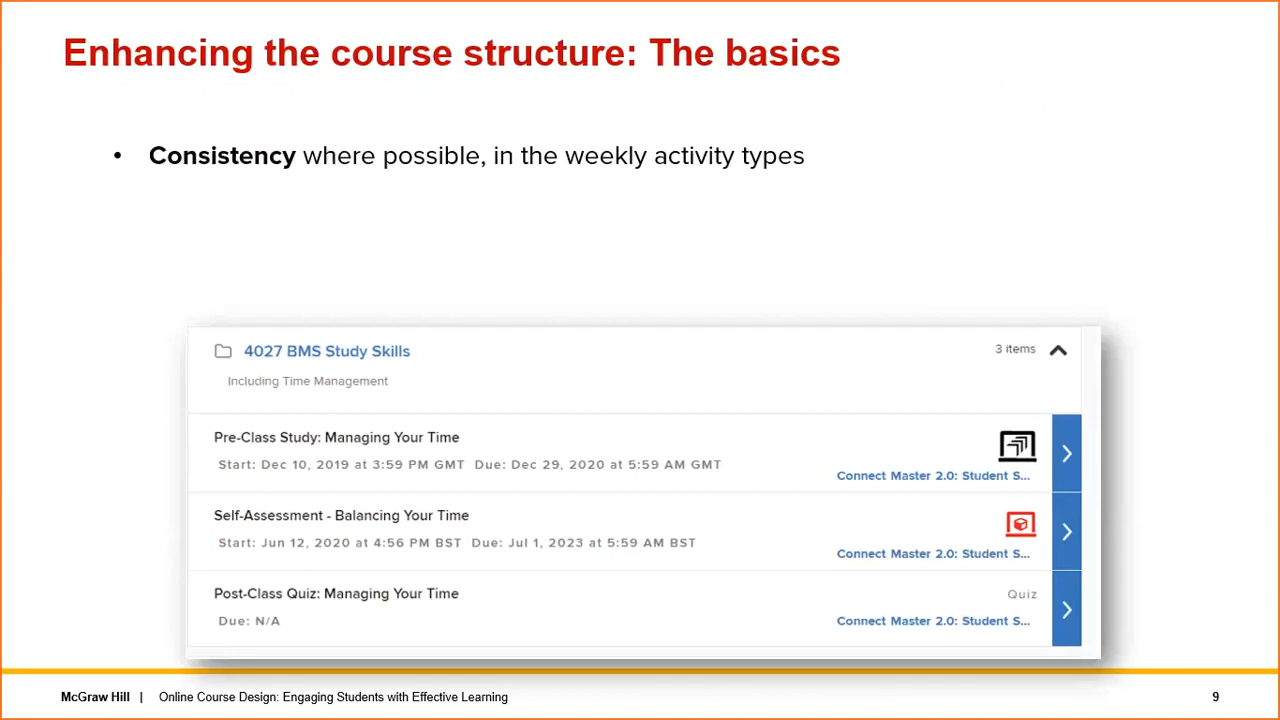 Enhancing the course structure: The basics
• Consistency where possible, in the weekly activity types
4027 BMS Study Skills
3 items
Including Time Management
Pre-Class Study: Managing Your Time
Start: Dec 10, 2019 at 3:59 PM GMT Due: Dec 29, 2020 at 5:59 AM GMT
Connect Master 2.0: Student S...
Self-Assessment - Balancing Your Time
Start: Jun 12, 2020 at 4:56 PM BST Due: Jul 1, 2023 at 5:59 AM BST
Connect Master 2.0: Student S...
Post-Class Quiz: Managing Your Time
Quiz
Due: N/A
Connect Master 2.0: Student S...
McGraw Hill | Online Course Design: Engaging Students with Effective Learning
9